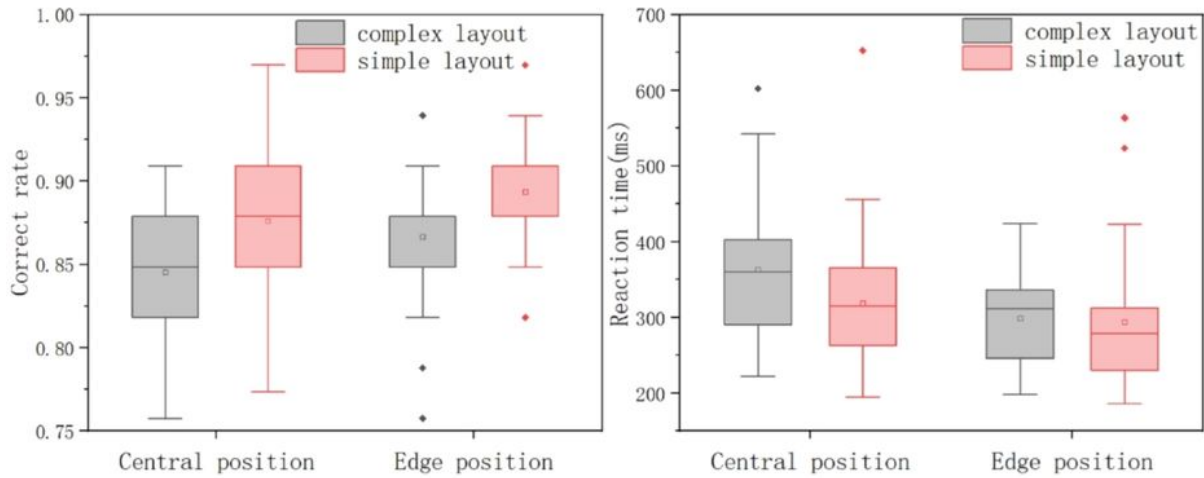 1.00
0.95
0.90
0.85
0.80
0.75
Correct rate
complex layout
simple layout
Central position
Edge position
700
600
500
400
300
200
Reaction time(ms)
complex layout
simple layout
Central position
Edge position